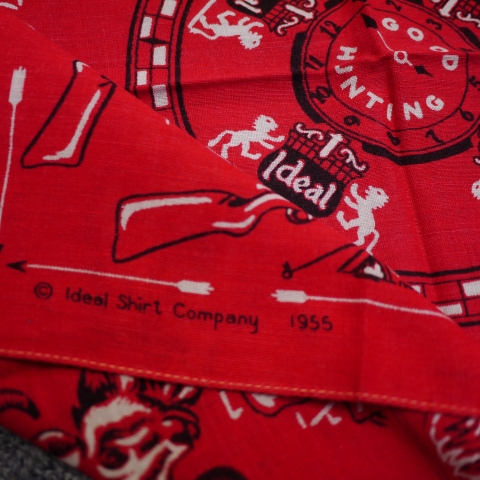 GOOD
HUNTING
1
Ideal
© Ideal Shirt Company 1955